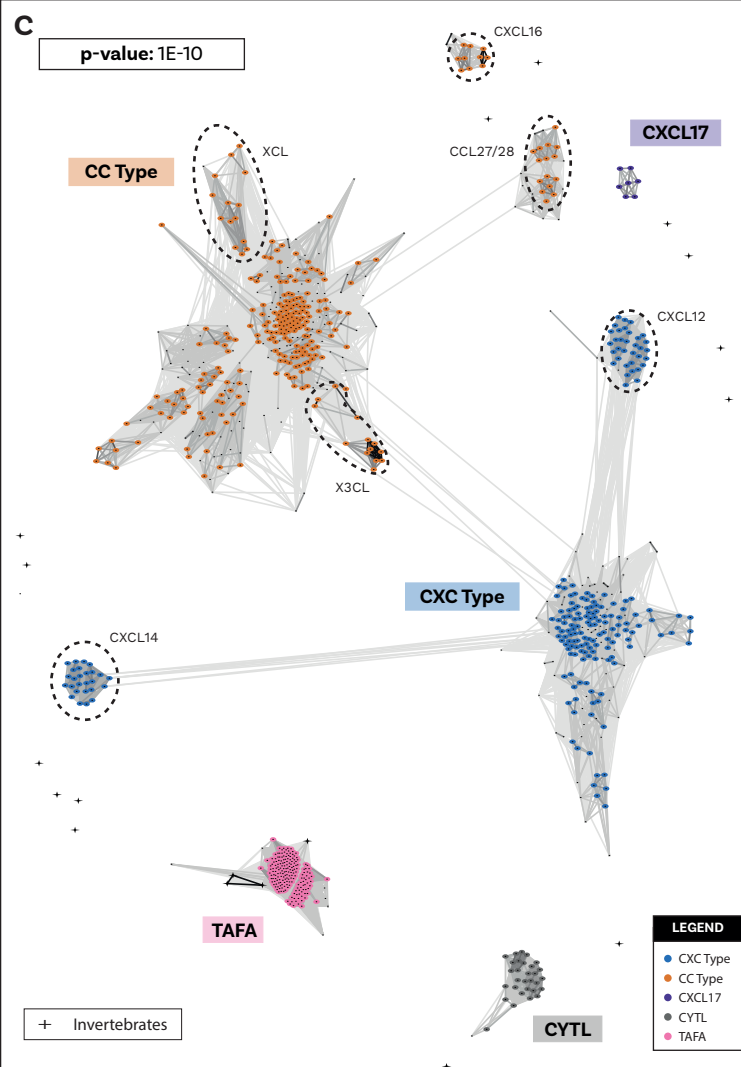 C
p-value: 1E-10
CXCL16
CXCL17
XCL
CCL27/28
CC Type
CXCL12
X3CL
CXC Type
CXCL14
TAFA
LEGEND
CXC Type
CC Type
CXCL17
CYTL
TAFA
CYTL
+ Invertebrates